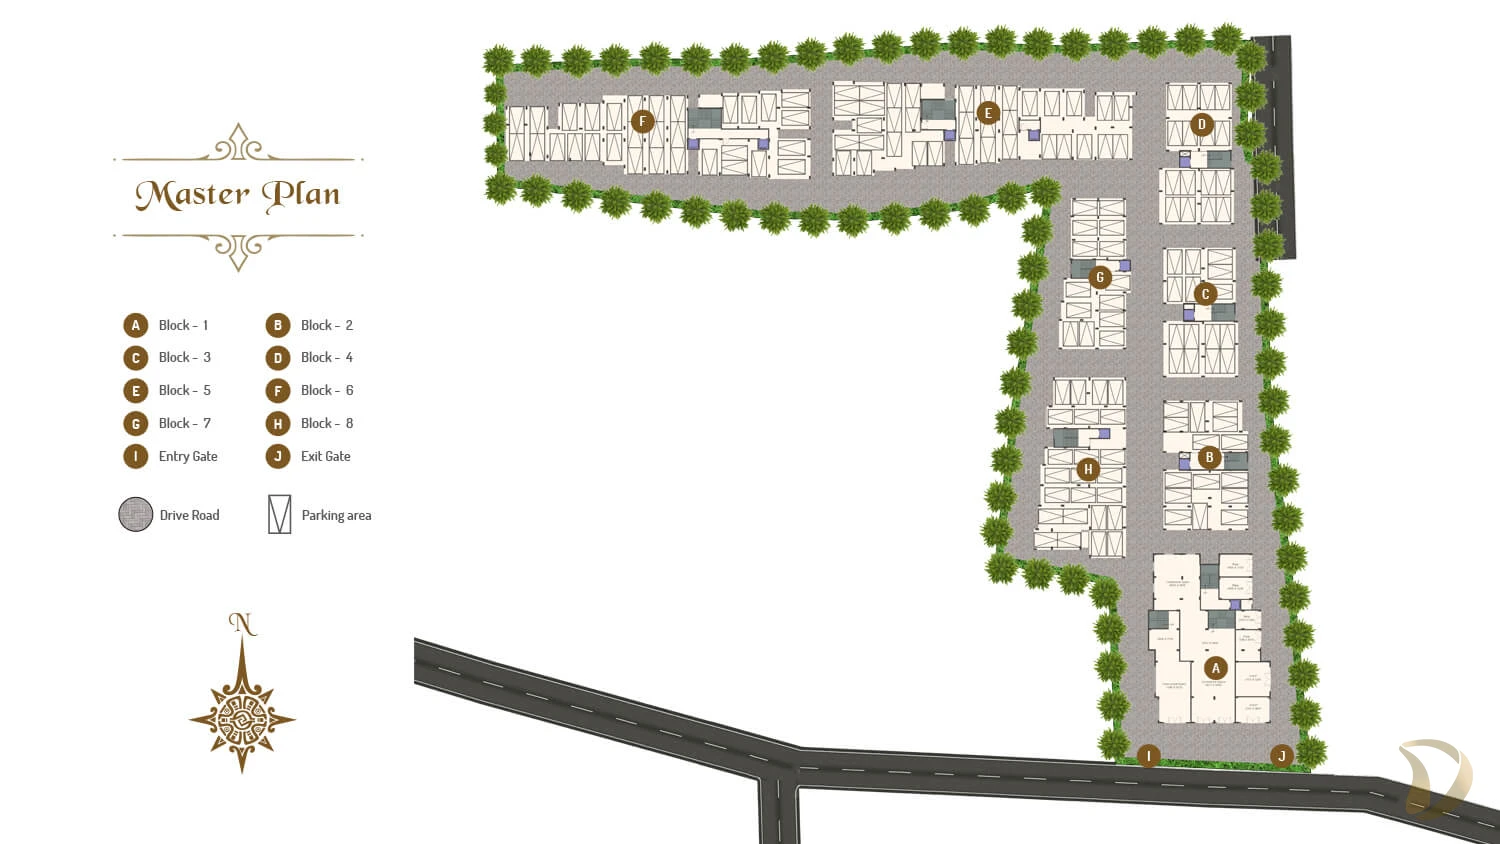 Master Plan
A Block - 1
B Block - 2
C Block - 3
D Block - 4
E Block - 5
F Block - 6
G Block - 7
H Block - 8
I Entry Gate
J Exit Gate
Drive Road
Parking area
N
F
E
D
G
C
H
B
A
I
J